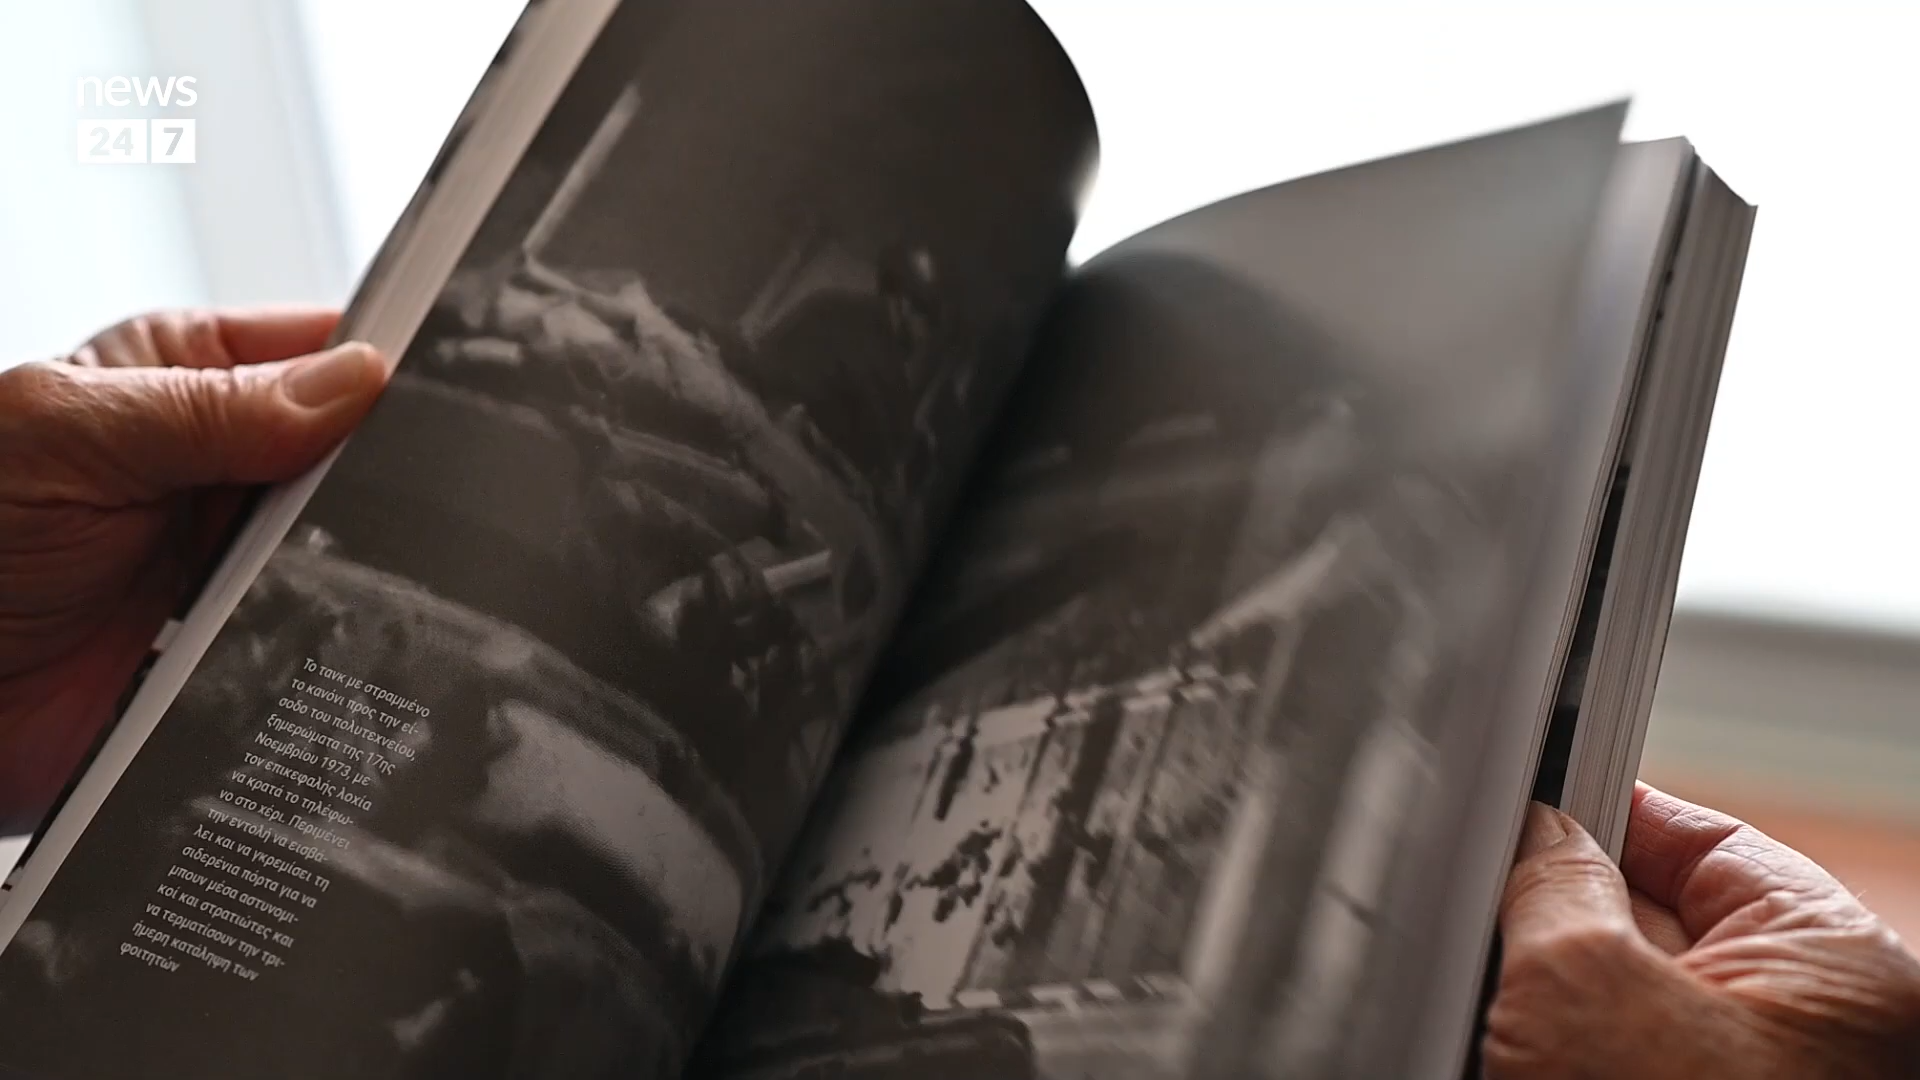 news
24 7
Το τανκ με στραμμένο
το κανόνι προς την εί-
σοδο του πολυτεχνείου,
ξημερώματα της 17ης
Νοεμβρίου 1973, με
τον επικεφαλής λοχία
να κρατά το τηλέφω-
νο στο χέρι. Περιμένει
την εντολή να εισβά-
λει και να γκρεμίσει τη
σιδερένια πόρτα για να
μπουν μέσα αστυνομι-
κοί και στρατιώτες και
να τερματίσουν την τρι-
ήμερη κατάληψη των
φοιτητών